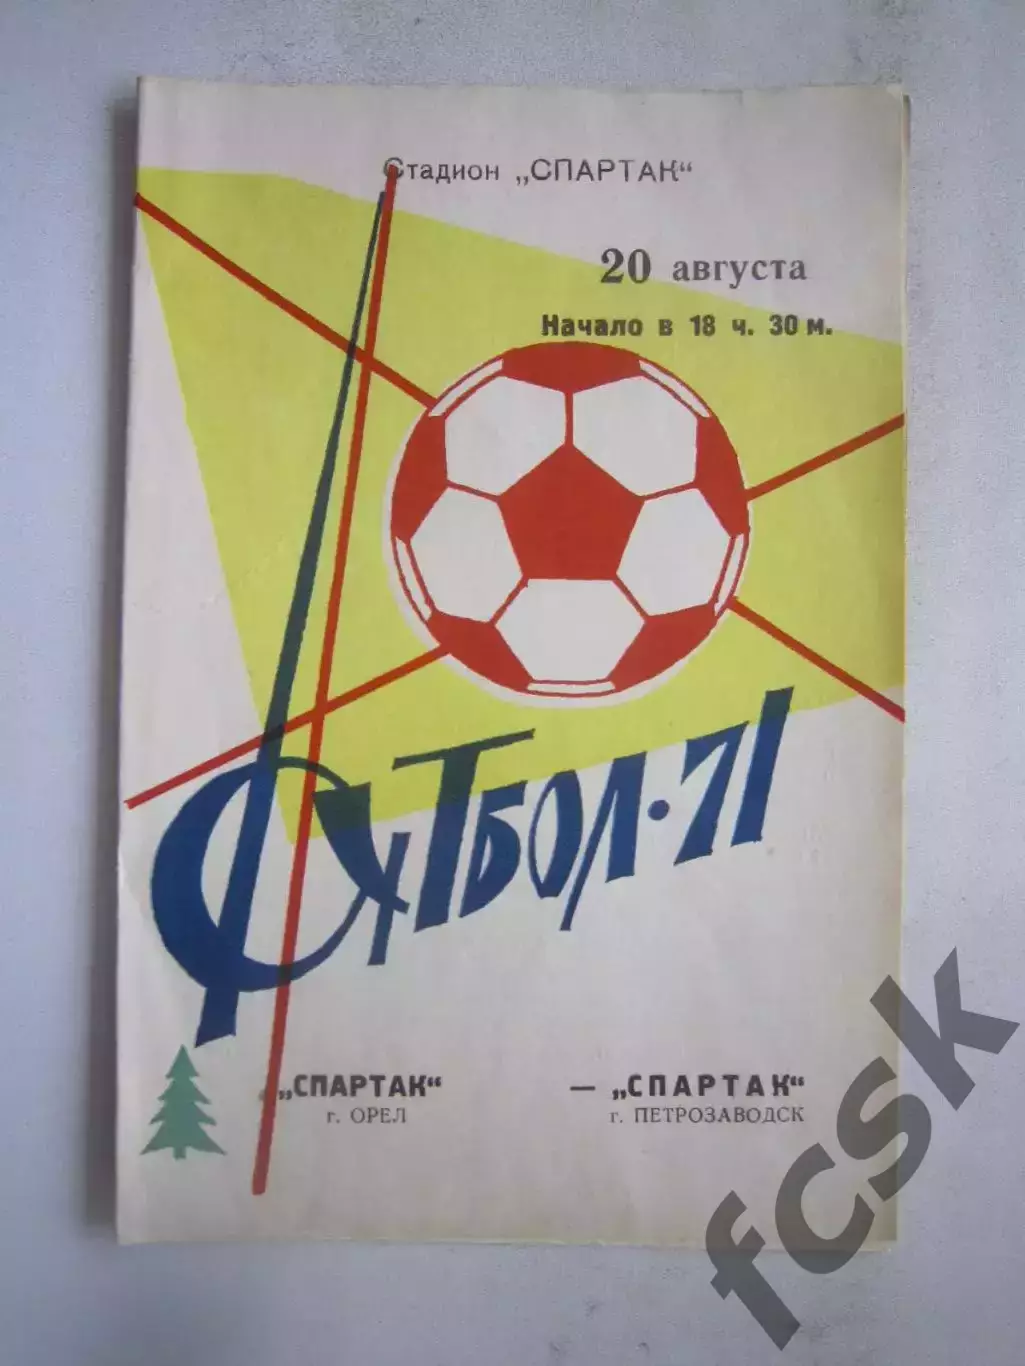 Стадион „СПАРТАК“
20 августа
Начало в 18 ч. 30 м.
ФУТБОЛ·71
„СПАРТАК“ — „СПАРТАК“
г. ОРЕЛ г. ПЕТРОЗАВОДСК
fcsk